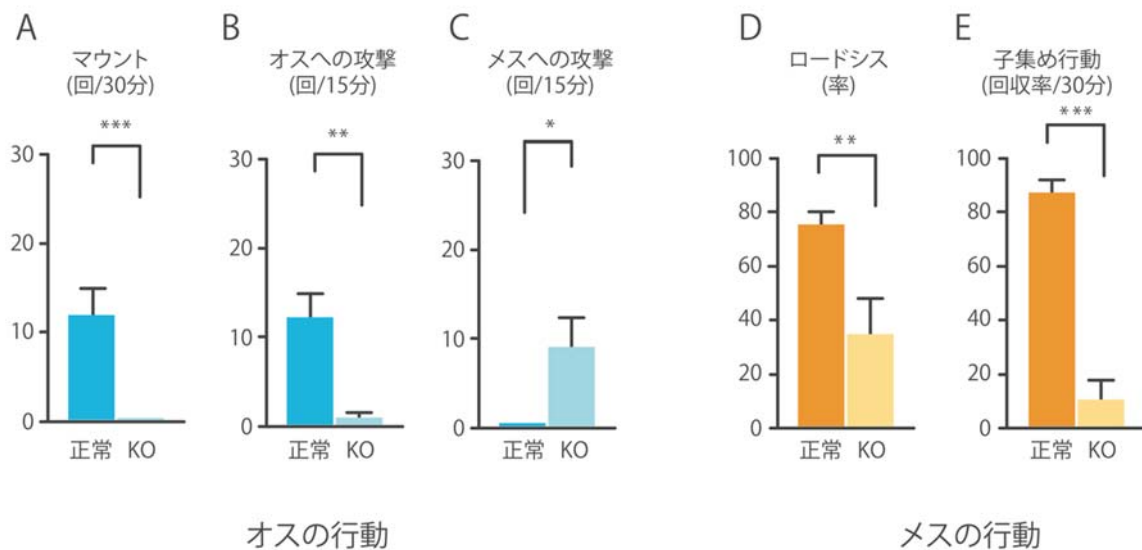 A
マウント
(回/30分)
***
30
20
10
0
正常 KO
B
オスへの攻撃
(回/15分)
**
30
20
10
0
正常 KO
C
メスへの攻撃
(回/15分)
*
30
20
10
0
正常 KO
D
ロードシス
(率)
**
100
80
60
40
20
0
正常 KO
E
子集め行動
(回収率/30分)
***
100
80
60
40
20
0
正常 KO
オスの行動
メスの行動